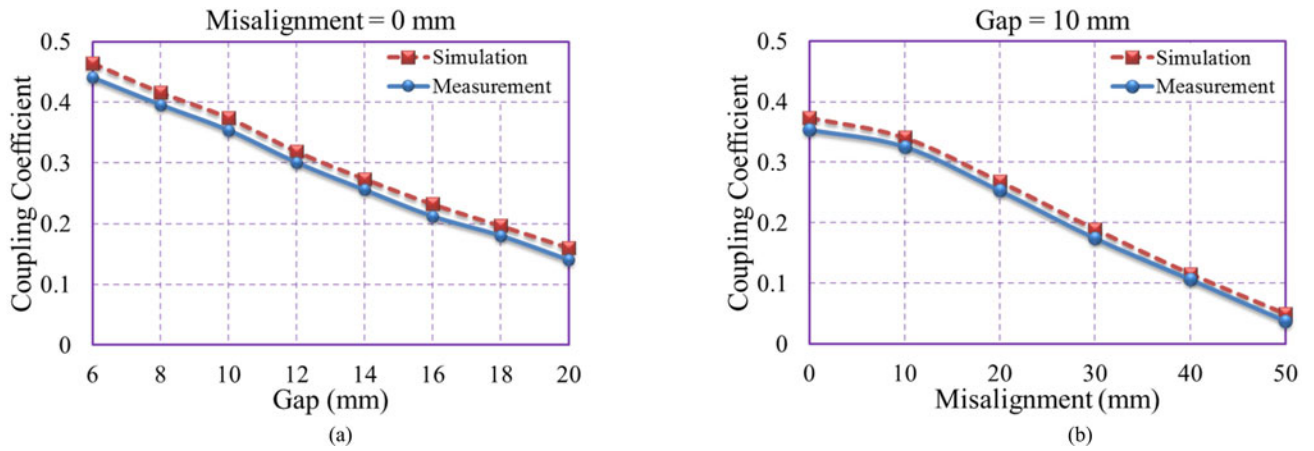 Misalignment = 0 mm
0.5
0.4
0.3
0.2
0.1
0
Coupling Coefficient
Simulation
Measurement
6 8 10 12 14 16 18 20
Gap (mm)
(a)
Gap = 10 mm
0.5
0.4
0.3
0.2
0.1
0
Coupling Coefficient
Simulation
Measurement
0 10 20 30 40 50
Misalignment (mm)
(b)